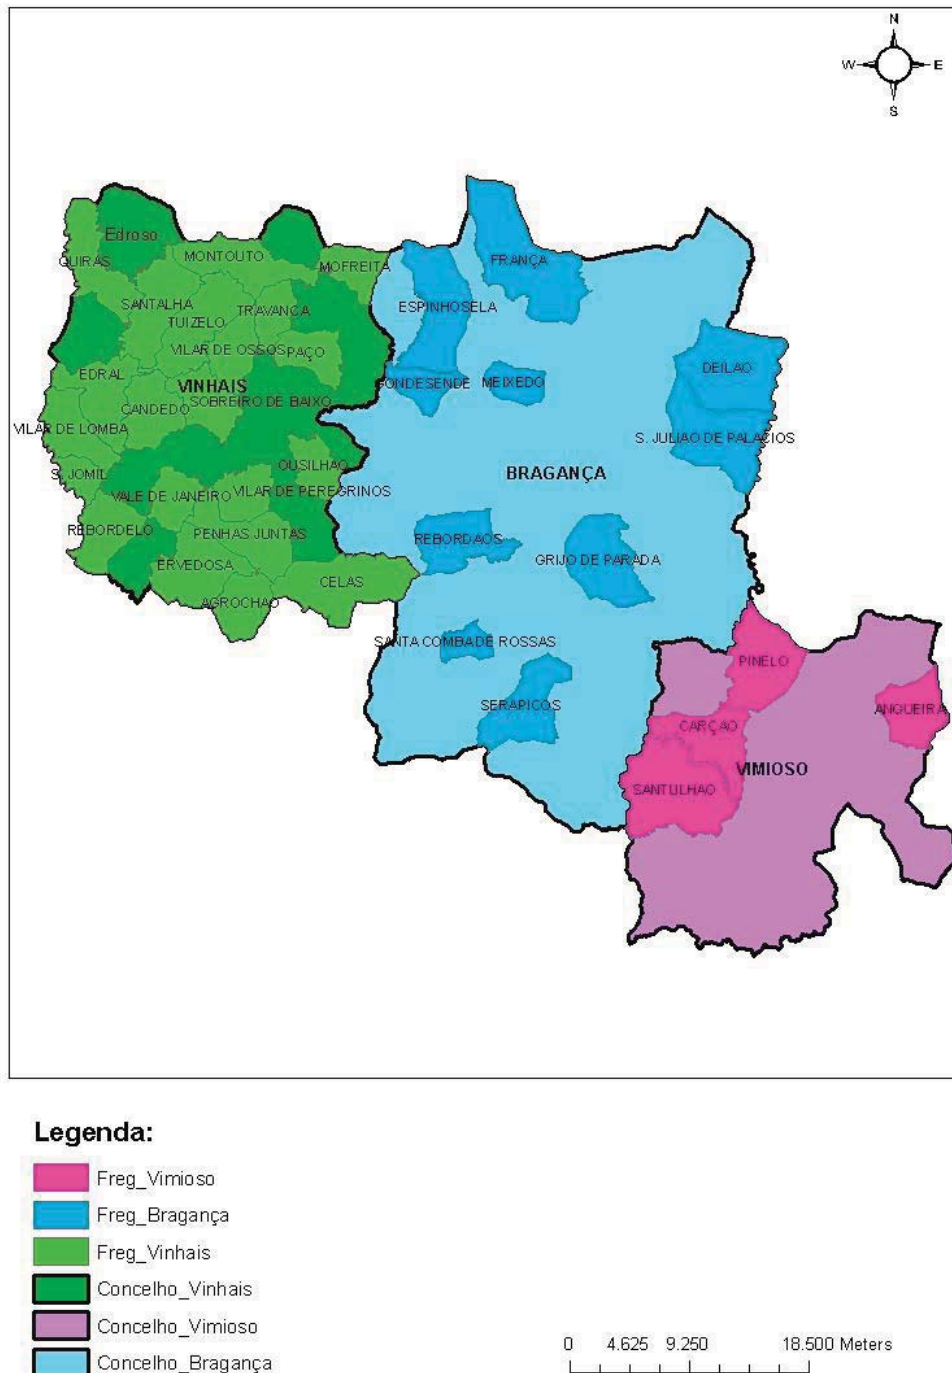 N
W E
S
Edroso
QUIRAS
MONTOUTO
MOFREITA
FRANÇA
SANTALHA
TRAVANCA
ESPINHOSELA
TUIZELO
VILAR DE OSSOS
PAÇO
DEILAO
EDRAL
VINHAIS
GONDESENDE
MEIXEDO
CANDEDO
SOBREIRO DE BAIXO
VILAR DE LOMBA
S. JULIAO DE PALACIOS
OUSILHAO
S. JOMIL
BRAGANÇA
VALE DE JANEIRO
VILAR DE PEREGRINOS
REBORDELO
PENHAS JUNTAS
REBORDAOS
GRIJO DE PARADA
ERVEDOSA
CELAS
AGROCHAO
SANTA COMBA DE ROSSAS
PINELO
SERAPICOS
ANGUEIRA
CARÇAO
VIMIOSO
SANTULHAO
Legenda:
Freg_Vimioso
Freg_Bragança
Freg_Vinhais
Concelho_Vinhais
Concelho_Vimioso
Concelho_Bragança
0 4.625 9.250 18.500 Meters